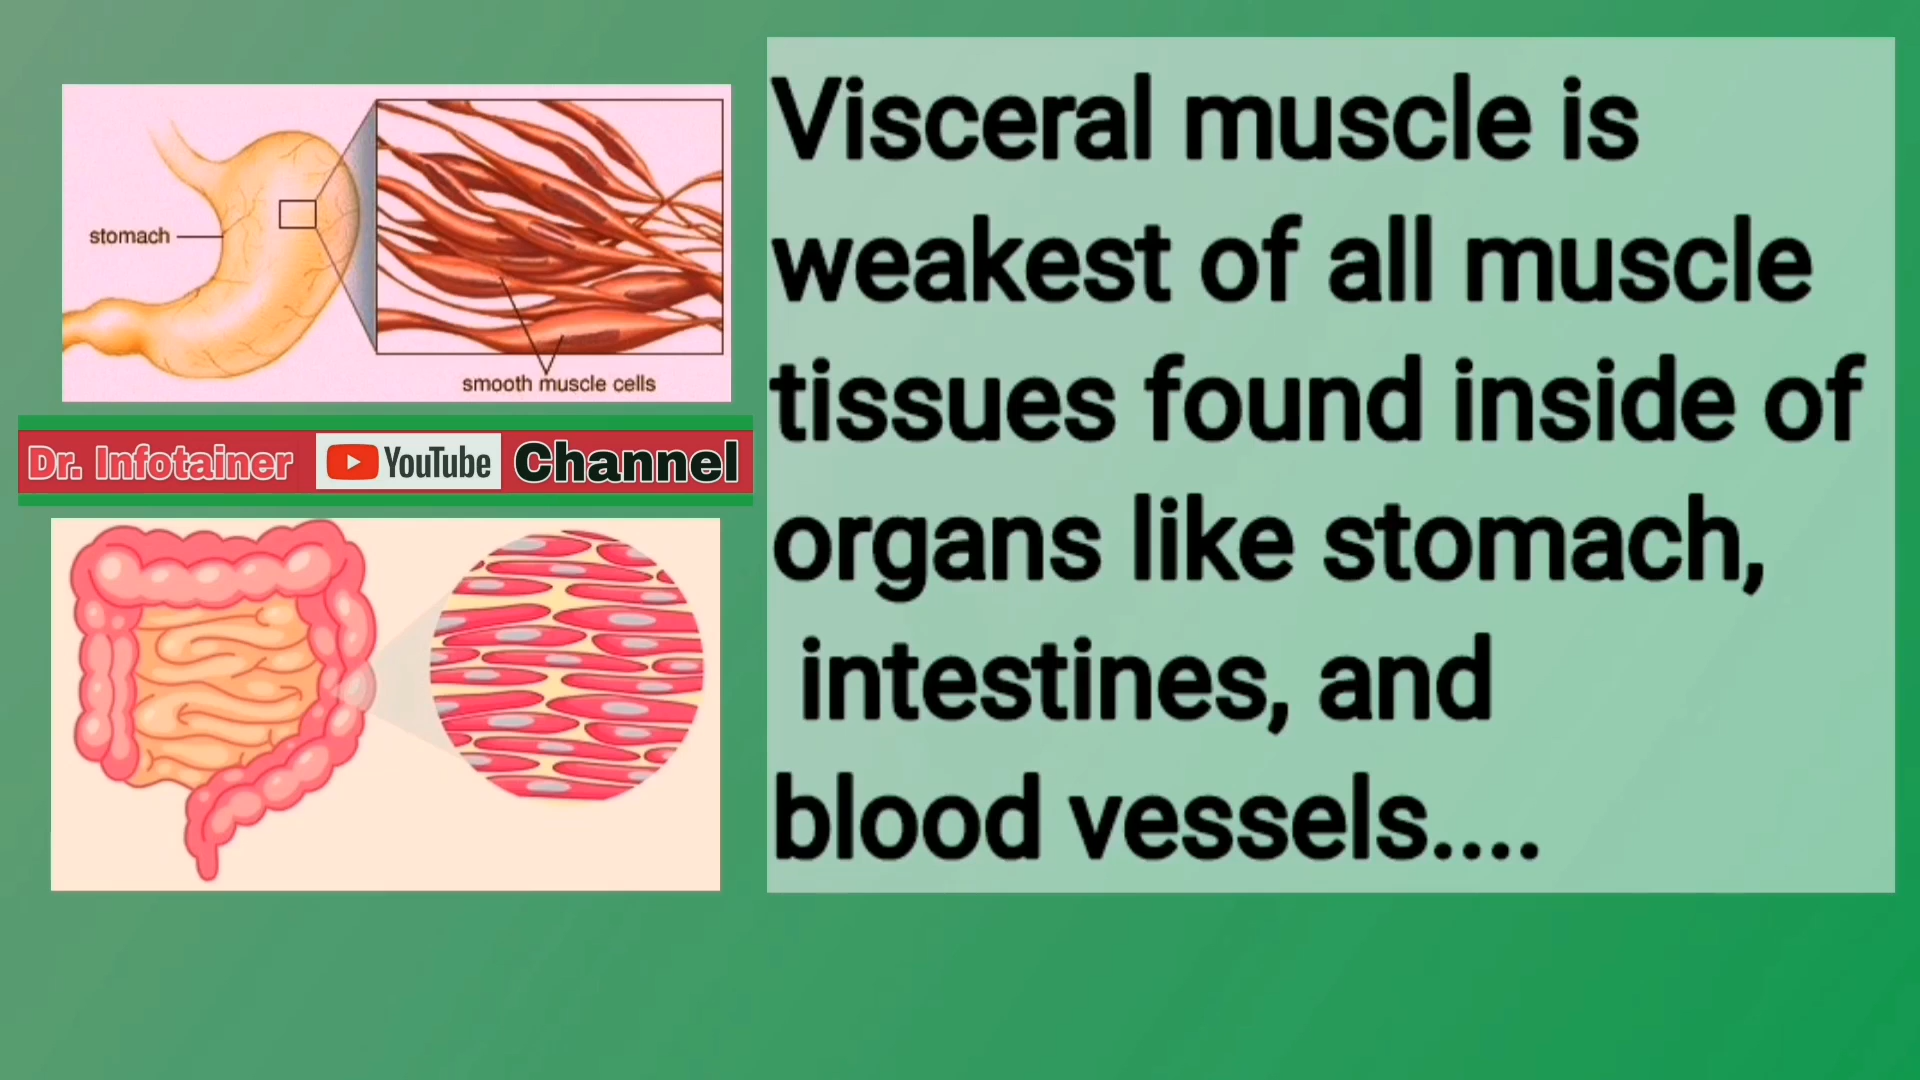 stomach
smooth muscle cells
Dr. Infotainer YouTube Channel
Visceral muscle is
weakest of all muscle
tissues found inside of
organs like stomach,
intestines, and
blood vessels....